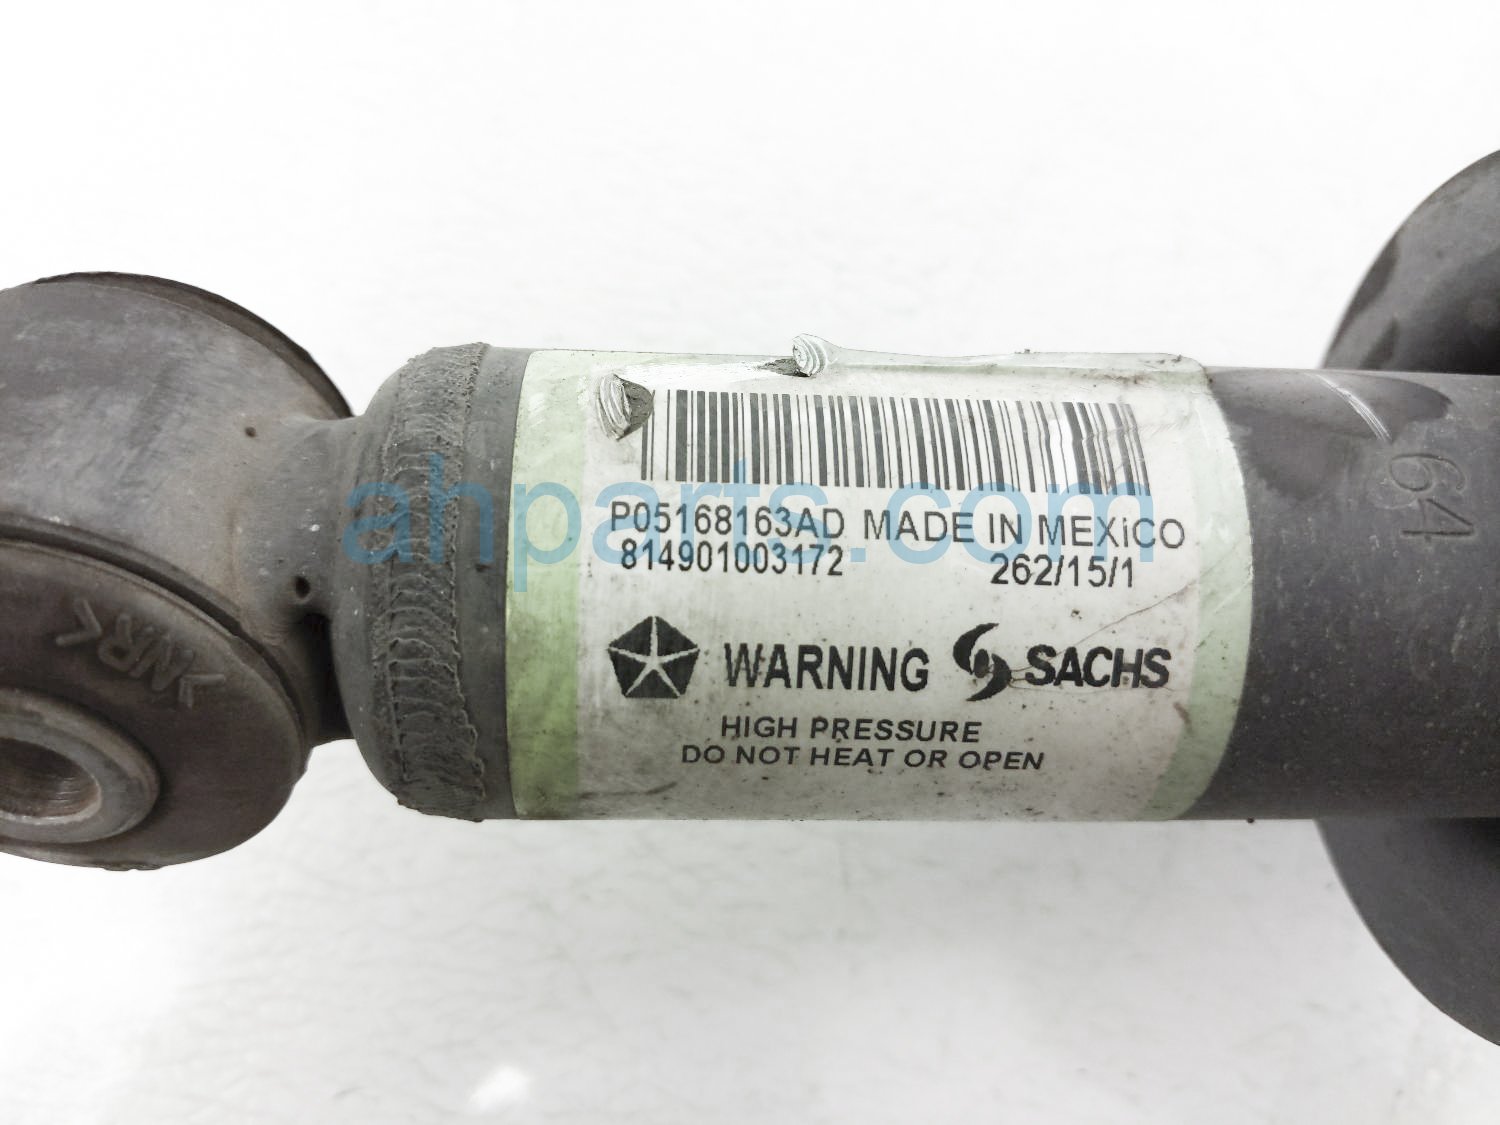 P05168163AD MADE IN MEXiCO
814901003172 262/15/1
WARNING SACHS
HIGH PRESSURE
DO NOT HEAT OR OPEN
64
>NR<
ahparts.com